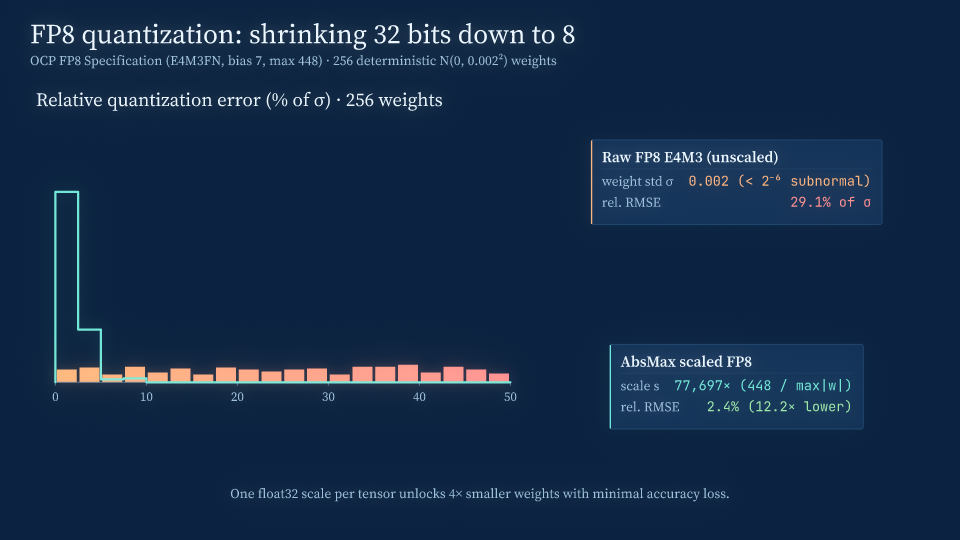 FP8 quantization: shrinking 32 bits down to 8
OCP FP8 Specification (E4M3FN, bias 7, max 448) · 256 deterministic N(0, 0.002²) weights
Relative quantization error (% of σ) · 256 weights
Raw FP8 E4M3 (unscaled)
weight std σ 0.002 (< 2⁻⁶ subnormal)
rel. RMSE 29.1% of σ
0 10 20 30 40 50
AbsMax scaled FP8
scale s 77,697× (448 / max|w|)
rel. RMSE 2.4% (12.2× lower)
One float32 scale per tensor unlocks 4× smaller weights with minimal accuracy loss.